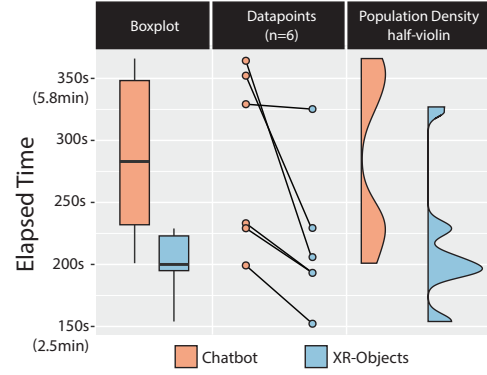 Boxplot
Datapoints
(n=6)
Population Density
half-violin
Elapsed Time
350s
(5.8min)
300s
250s
200s
150s
(2.5min)
Chatbot
XR-Objects